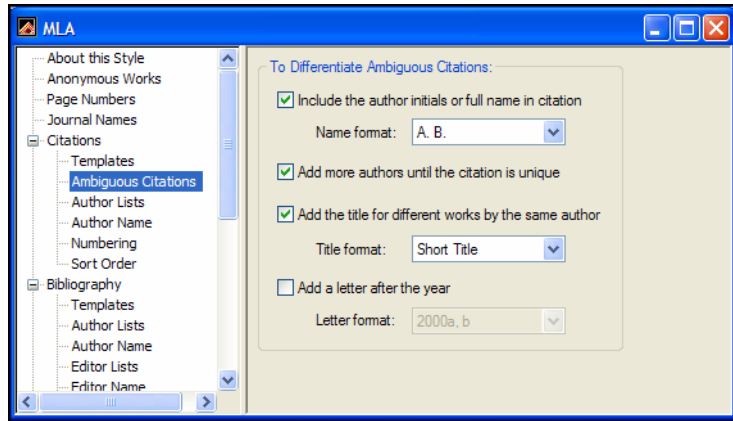 MLA
About this Style
Anonymous Works
Page Numbers
Journal Names
Citations
Templates
Ambiguous Citations
Author Lists
Author Name
Numbering
Sort Order
Bibliography
Templates
Author Lists
Author Name
Editor Lists
Editor Name
To Differentiate Ambiguous Citations:
Include the author initials or full name in citation
Name format: A. B.
Add more authors until the citation is unique
Add the title for different works by the same author
Title format: Short Title
Add a letter after the year
Letter format: 2000a, b